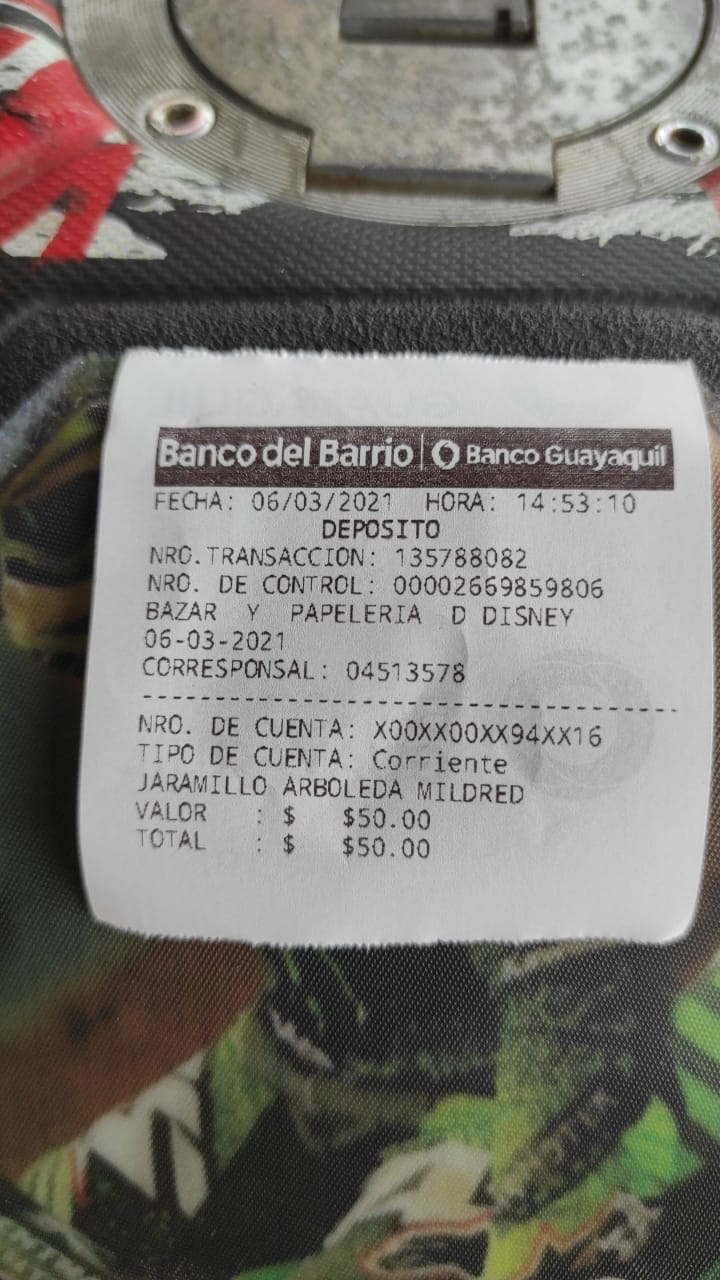 Banco del Barrio | Banco Guayaquil
FECHA: 06/03/2021 HORA: 14:53:10
DEPOSITO
NRO.TRANSACCION: 135788082
NRO. DE CONTROL: 00002669859806
BAZAR Y PAPELERIA D DISNEY
06-03-2021
CORRESPONSAL: 04513578
--------------------------------------------
NRO. DE CUENTA: X00XX00XX94XX16
TIPO DE CUENTA: Corriente
JARAMILLO ARBOLEDA MILDRED
VALOR : $ $50.00
TOTAL : $ $50.00